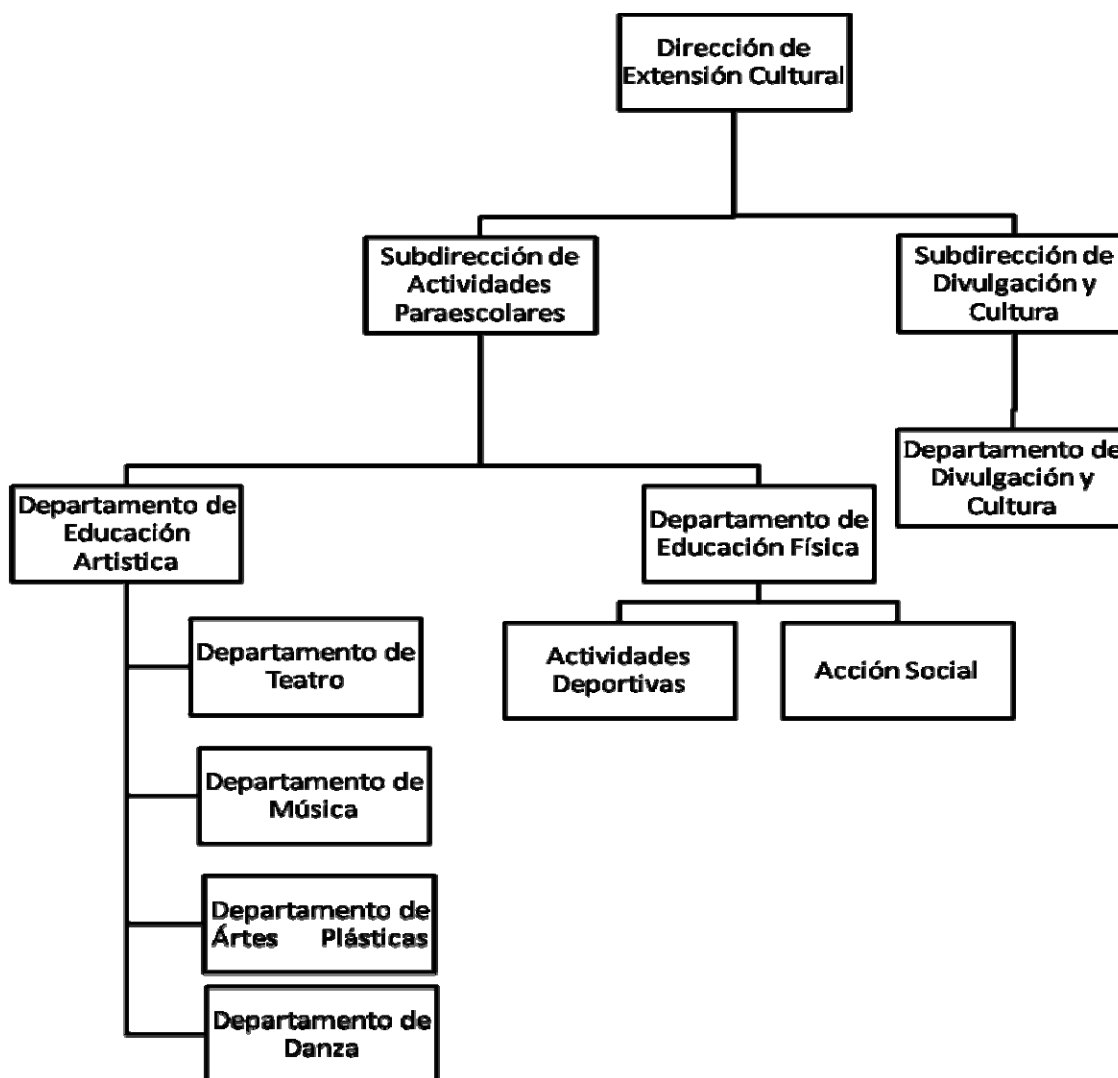 Dirección de
Extensión Cultural
Subdirección de
Actividades
Paraescolares
Subdirección de
Divulgación y
Cultura
Departamento de
Divulgación y
Cultura
Departamento de
Educación
Artistica
Departamento de
Educación Física
Departamento de
Teatro
Actividades
Deportivas
Acción Social
Departamento de
Música
Departamento de
Ártes Plásticas
Departamento de
Danza